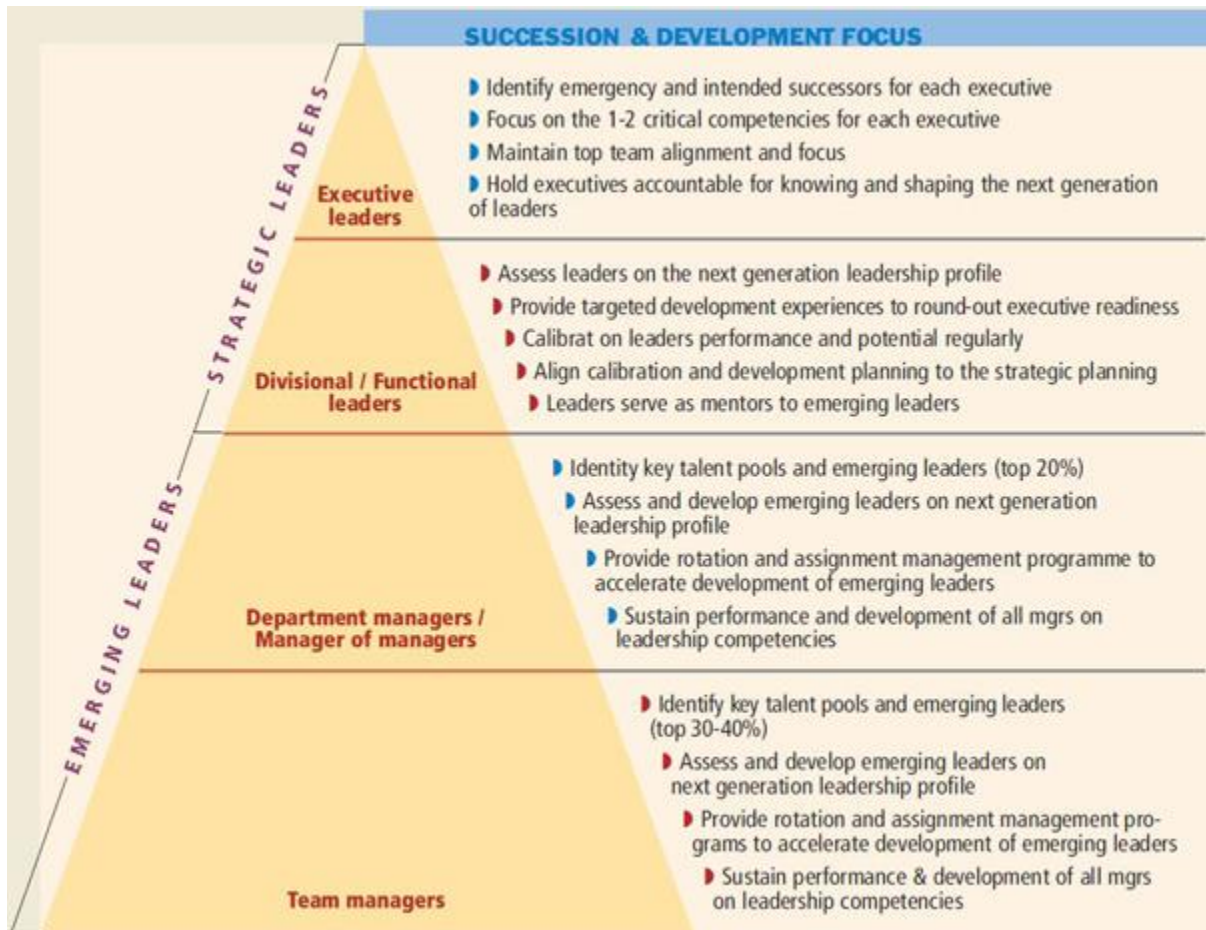 SUCCESSION & DEVELOPMENT FOCUS
Identify emergency and intended successors for each executive
Focus on the 1-2 critical competencies for each executive
Maintain top team alignment and focus
Hold executives accountable for knowing and shaping the next generation
of leaders
STRATEGIC LEADERS
Executive
leaders
Assess leaders on the next generation leadership profile
Provide targeted development experiences to round-out executive readiness
Calibrat on leaders performance and potential regularly
Align calibration and development planning to the strategic planning
Leaders serve as mentors to emerging leaders
Divisional / Functional
leaders
EMERGING LEADERS
Identity key talent pools and emerging leaders (top 20%)
Assess and develop emerging leaders on next generation
leadership profile
Provide rotation and assignment management programme to
accelerate development of emerging leaders
Sustain performance and development of all mgrs on
leadership competencies
Department managers /
Manager of managers
Identify key talent pools and emerging leaders
(top 30-40%)
Assess and develop emerging leaders on
next generation leadership profile
Provide rotation and assignment management pro-
grams to accelerate development of emerging leaders
Sustain performance & development of all mgrs
on leadership competencies
Team managers